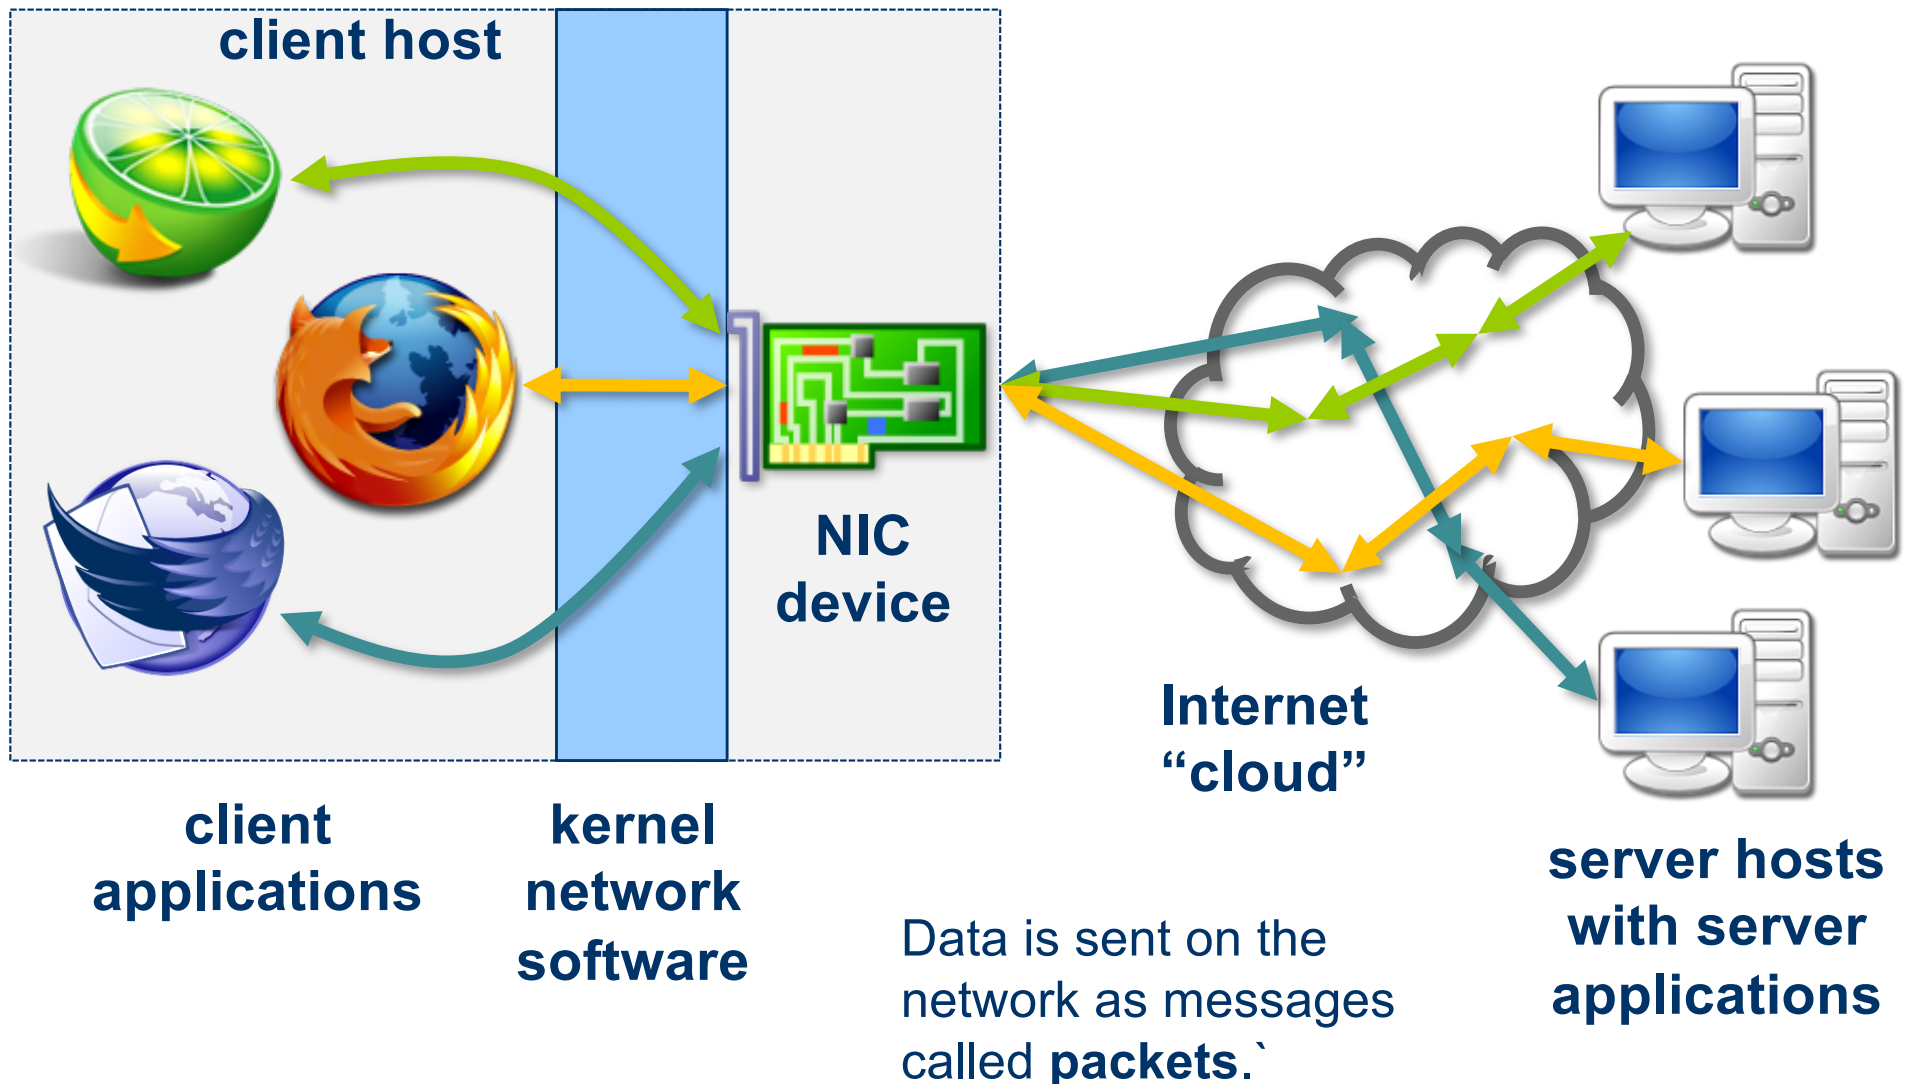 client host
NIC
device
Internet
“cloud”
client
applications
kernel
network
software
server hosts
with server
applications
Data is sent on the
network as messages
called packets.`